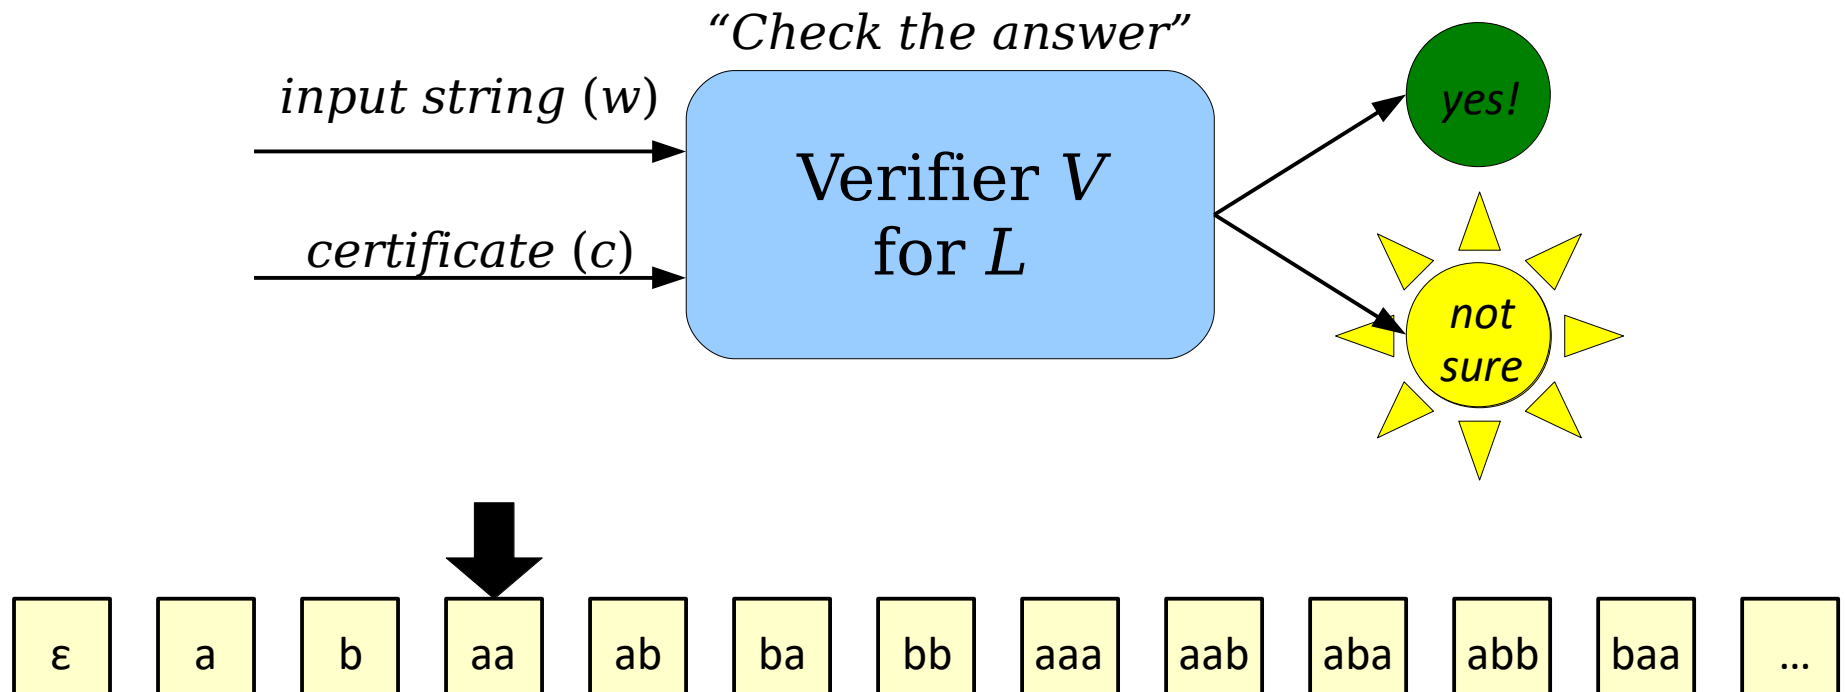 “Check the answer”
input string (w)
certificate (c)
Verifier V
for L
yes!
not
sure
ε a b aa ab ba bb aaa aab aba abb baa …